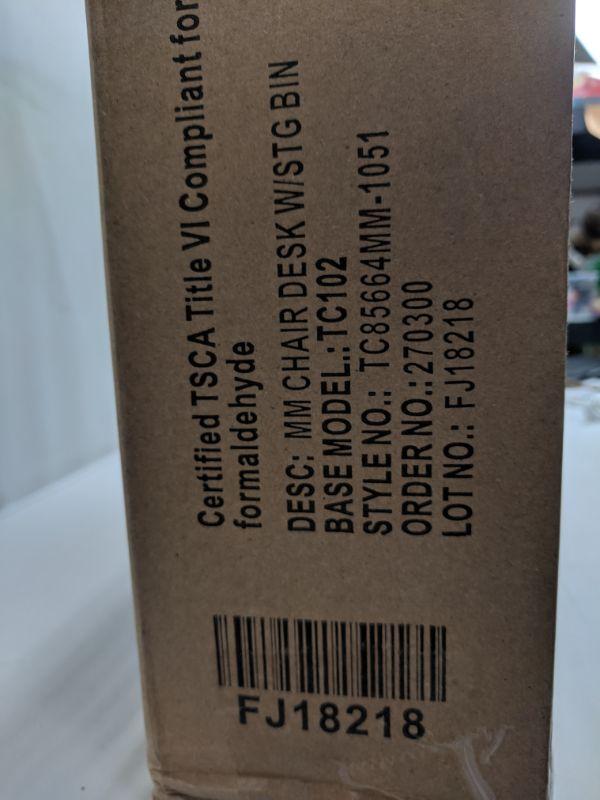 Certified TSCA Title VI Compliant for
formaldehyde
DESC: MM CHAIR DESK W/STG BIN
BASE MODEL.: TC102
STYLE NO.: TC85664MM-1051
ORDER NO.: 270300
LOT NO.: FJ18218
FJ18218